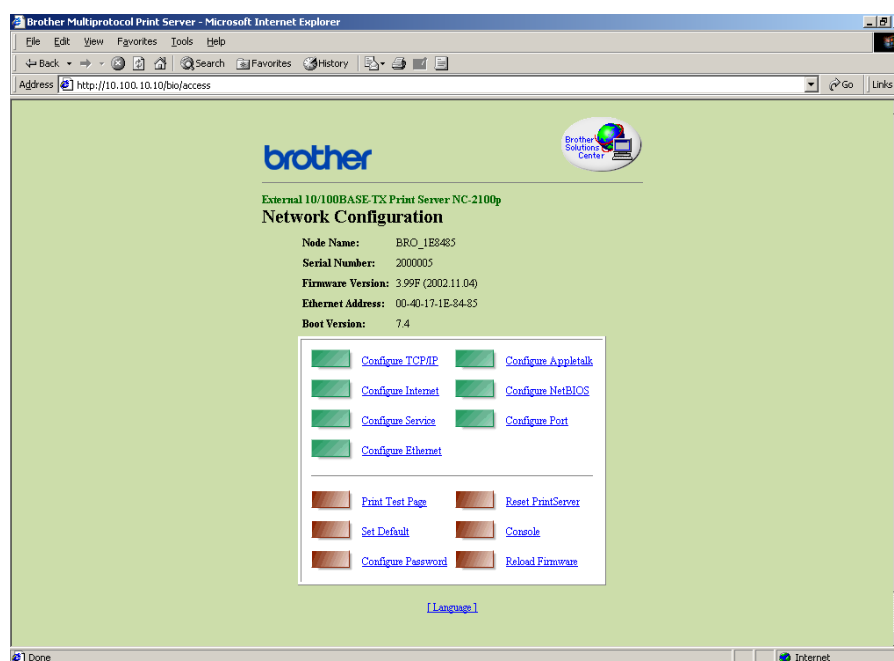 Brother Multiprotocol Print Server - Microsoft Internet Explorer
File Edit View Favorites Tools Help
Back Search Favorites History
Address http://10.100.10.10/bio/access Go Links
brother
Brother
Solutions
Center
External 10/100BASE-TX Print Server NC-2100p
Network Configuration
Node Name: BRO_1E8485
Serial Number: 2000005
Firmware Version: 3.99F (2002.11.04)
Ethernet Address: 00-40-17-1E-84-85
Boot Version: 7.4
Configure TCP/IP Configure Appletalk
Configure Internet Configure NetBIOS
Configure Service Configure Port
Configure Ethernet
Print Test Page Reset PrintServer
Set Default Console
Configure Password Reload Firmware
[ Language ]
Done Internet